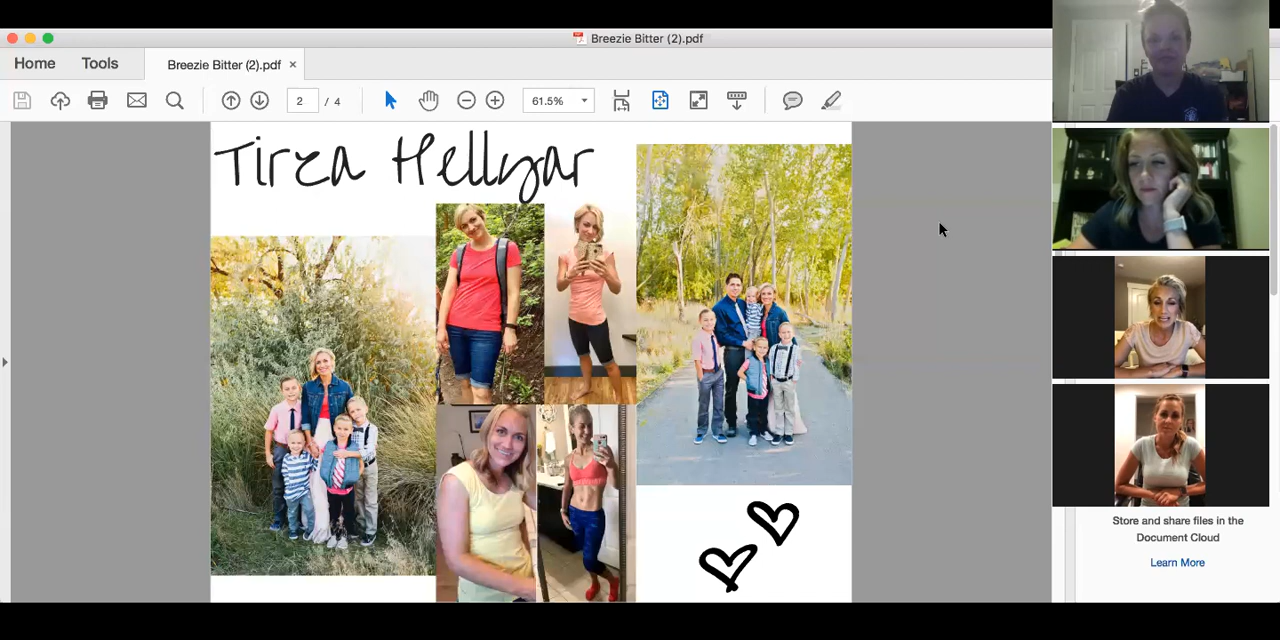 Breezie Bitter (2).pdf
Home
Tools
Breezie Bitter (2).pdf ×
2 / 4
61.5%
Tirza Hellyar
Store and share files in the
Document Cloud
Learn More